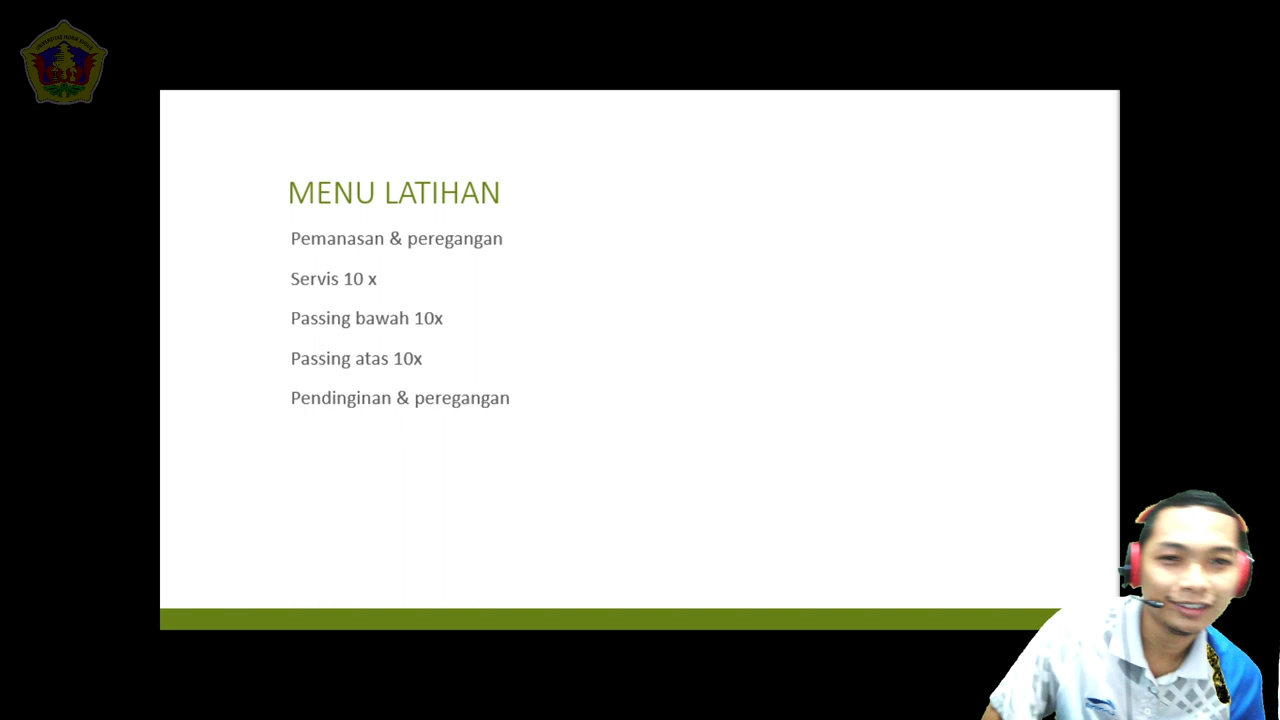 MENU LATIHAN
Pemanasan & peregangan
Servis 10 x
Passing bawah 10x
Passing atas 10x
Pendinginan & peregangan